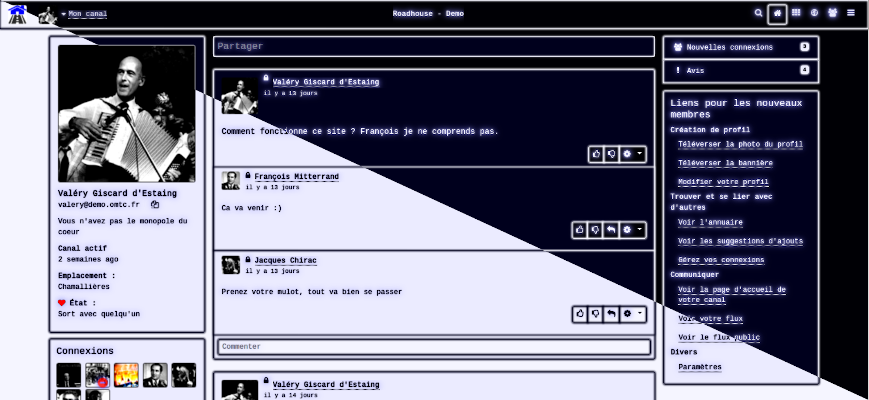 Mon canal
Roadhouse - Demo
Valéry Giscard d'Estaing
valery@demo.omtc.fr
Vous n'avez pas le monopole du
coeur
Canal actif
2 semaines ago
Emplacement :
Chamallières
État :
Sort avec quelqu'un
Connexions
Partager
Valéry Giscard d'Estaing
il y a 13 jours
Comment fonctionne ce site ? François je ne comprends pas.
François Mitterrand
il y a 13 jours
Ca va venir :)
Jacques Chirac
il y a 13 jours
Prenez votre mulot, tout va bien se passer
Commenter
Valéry Giscard d'Estaing
il y a 14 jours
Nouvelles connexions 3
Avis 4
Liens pour les nouveaux
membres
Création de profil
Téléverser la photo du profil
Téléverser la bannière
Modifier votre profil
Trouver et se lier avec
d'autres
Voir l'annuaire
Voir les suggestions d'ajouts
Gérez vos connexions
Communiquer
Voir la page d'accueil de
votre canal
Voir votre flux
Voir le flux public
Divers
Paramètres